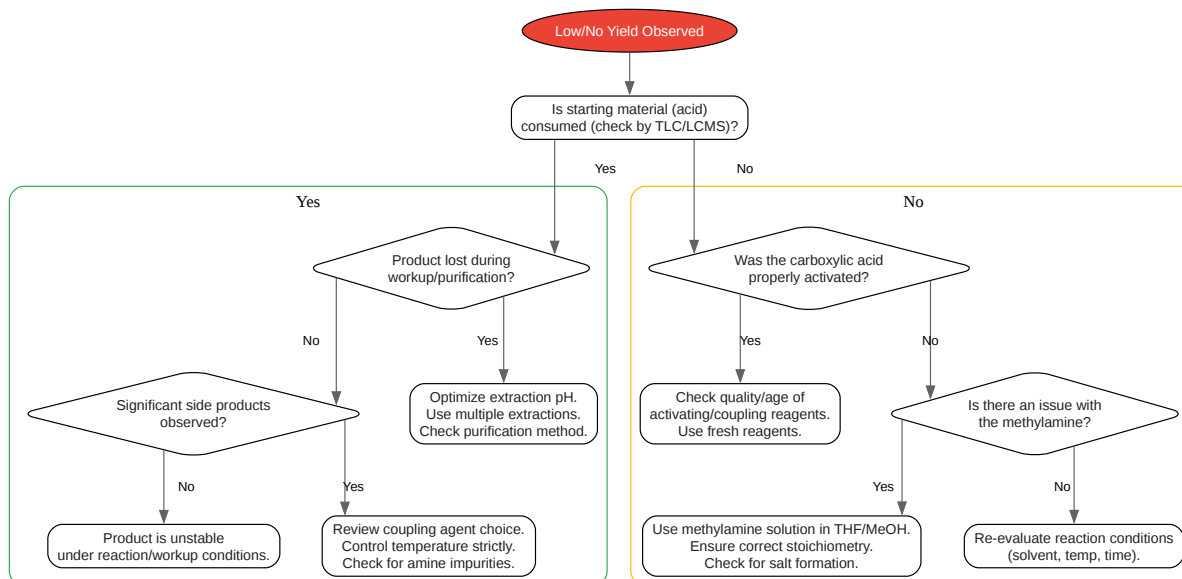 Low/No Yield Observed
Is starting material (acid)
consumed (check by TLC/LCMS)?
Yes
No
Yes
No
Product lost during
workup/purification?
Was the carboxylic acid
properly activated?
No
Yes
Yes
No
Significant side products
observed?
Optimize extraction pH.
Use multiple extractions.
Check purification method.
Check quality/age of
activating/coupling reagents.
Use fresh reagents.
Is there an issue with
the methylamine?
No
Yes
Yes
No
Product is unstable
under reaction/workup conditions.
Review coupling agent choice.
Control temperature strictly.
Check for amine impurities.
Use methylamine solution in THF/MeOH.
Ensure correct stoichiometry.
Check for salt formation.
Re-evaluate reaction conditions
(solvent, temp, time).